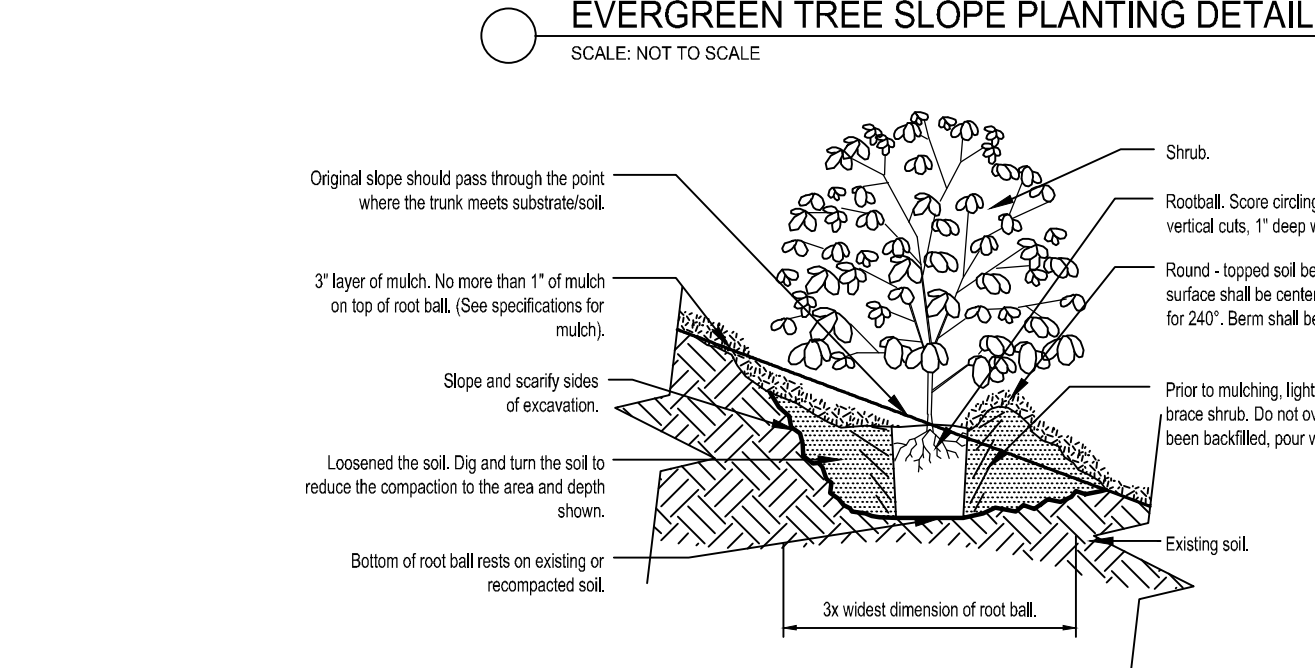 EVERGREEN TREE SLOPE PLANTING DETAIL
SCALE: NOT TO SCALE
Original slope should pass through the point
where the trunk meets substrate/soil.
3" layer of mulch. No more than 1" of mulch
on top of root ball. (See specifications for
mulch).
Slope and scarify sides
of excavation.
Loosened the soil. Dig and turn the soil to
reduce the compaction to the area and depth
shown.
Bottom of root ball rests on existing or
recompacted soil.
Shrub.
Rootball. Score circling
vertical cuts, 1" deep
Round - topped soil
surface shall be
for 240°. Berm shall
Prior to mulching,
brace shrub. Do not
been backfilled, pour
Existing soil.
3x widest dimension of root ball.